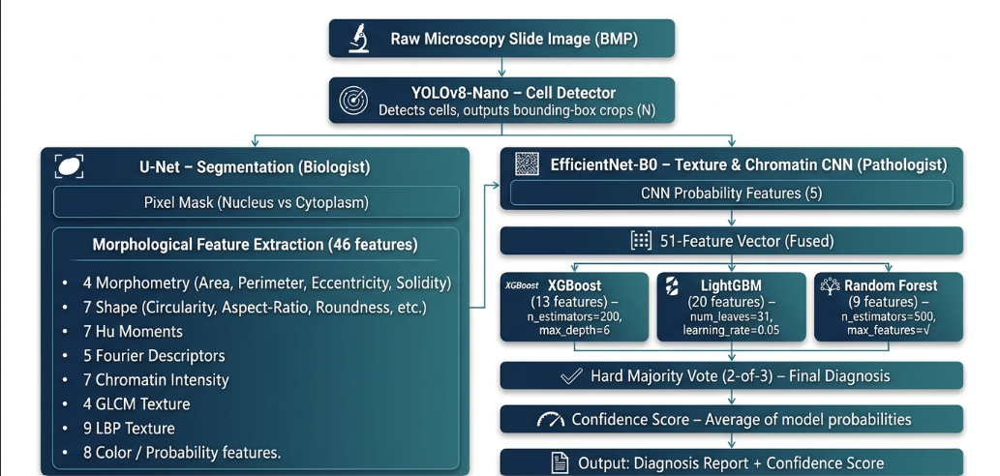 Raw Microscopy Slide Image (BMP)
YOLOv8-Nano – Cell Detector
Detects cells, outputs bounding-box crops (N)
U-Net – Segmentation (Biologist)
Pixel Mask (Nucleus vs Cytoplasm)
Morphological Feature Extraction (46 features)
• 4 Morphometry (Area, Perimeter, Eccentricity, Solidity)
• 7 Shape (Circularity, Aspect-Ratio, Roundness, etc.)
• 7 Hu Moments
• 5 Fourier Descriptors
• 7 Chromatin Intensity
• 4 GLCM Texture
• 9 LBP Texture
• 8 Color / Probability features.
EfficientNet-B0 – Texture & Chromatin CNN (Pathologist)
CNN Probability Features (5)
51-Feature Vector (Fused)
XGBoost XGBoost
(13 features) –
n_estimators=200,
max_depth=6
LightGBM
(20 features) –
num_leaves=31,
learning_rate=0.05
Random Forest
(9 features) –
n_estimators=500,
max_features=√
Hard Majority Vote (2-of-3) – Final Diagnosis
Confidence Score – Average of model probabilities
Output: Diagnosis Report + Confidence Score